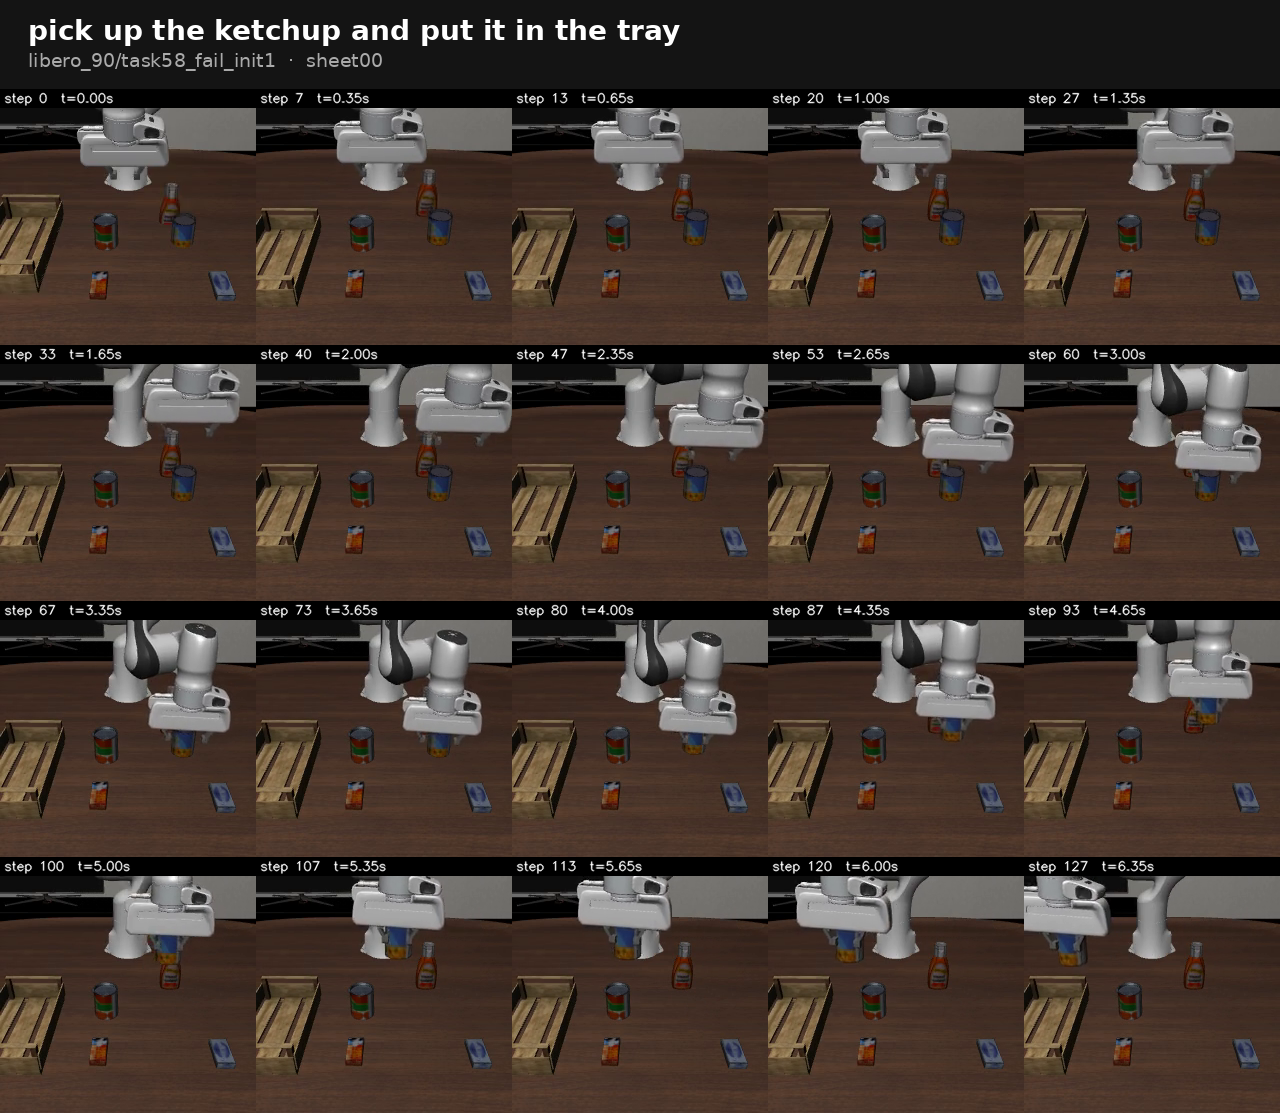 pick up the ketchup and put it in the tray
libero_90/task58_fail_init1 · sheet00
step 0 t=0.00s
step 7 t=0.35s
step 13 t=0.65s
step 20 t=1.00s
step 27 t=1.35s
step 33 t=1.65s
step 40 t=2.00s
step 47 t=2.35s
step 53 t=2.65s
step 60 t=3.00s
step 67 t=3.35s
step 73 t=3.65s
step 80 t=4.00s
step 87 t=4.35s
step 93 t=4.65s
step 100 t=5.00s
step 107 t=5.35s
step 113 t=5.65s
step 120 t=6.00s
step 127 t=6.35s